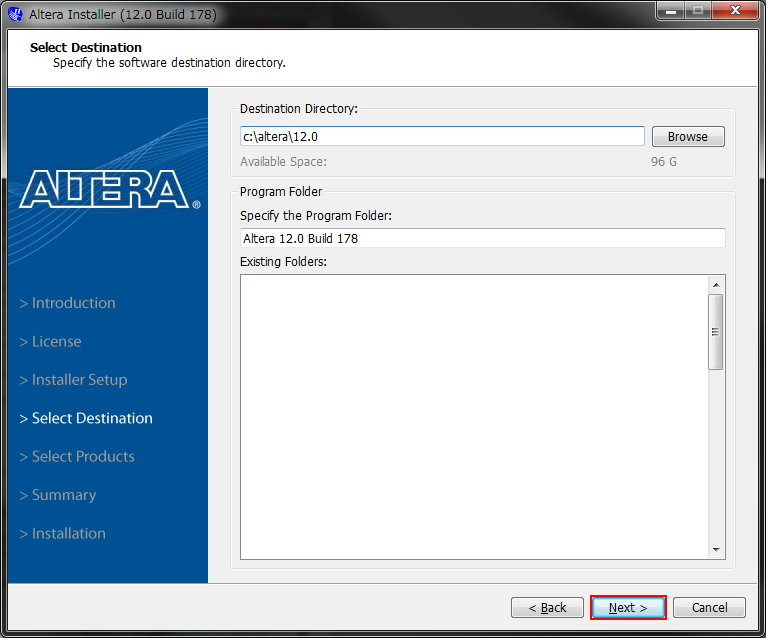 Altera Installer (12.0 Build 178)
Select Destination
Specify the software destination directory.
ALTERA®
> Introduction
> License
> Installer Setup
> Select Destination
> Select Products
> Summary
> Installation
Destination Directory:
c:\altera\12.0
Browse
Available Space: 96 G
Program Folder
Specify the Program Folder:
Altera 12.0 Build 178
Existing Folders:
< Back Next > Cancel